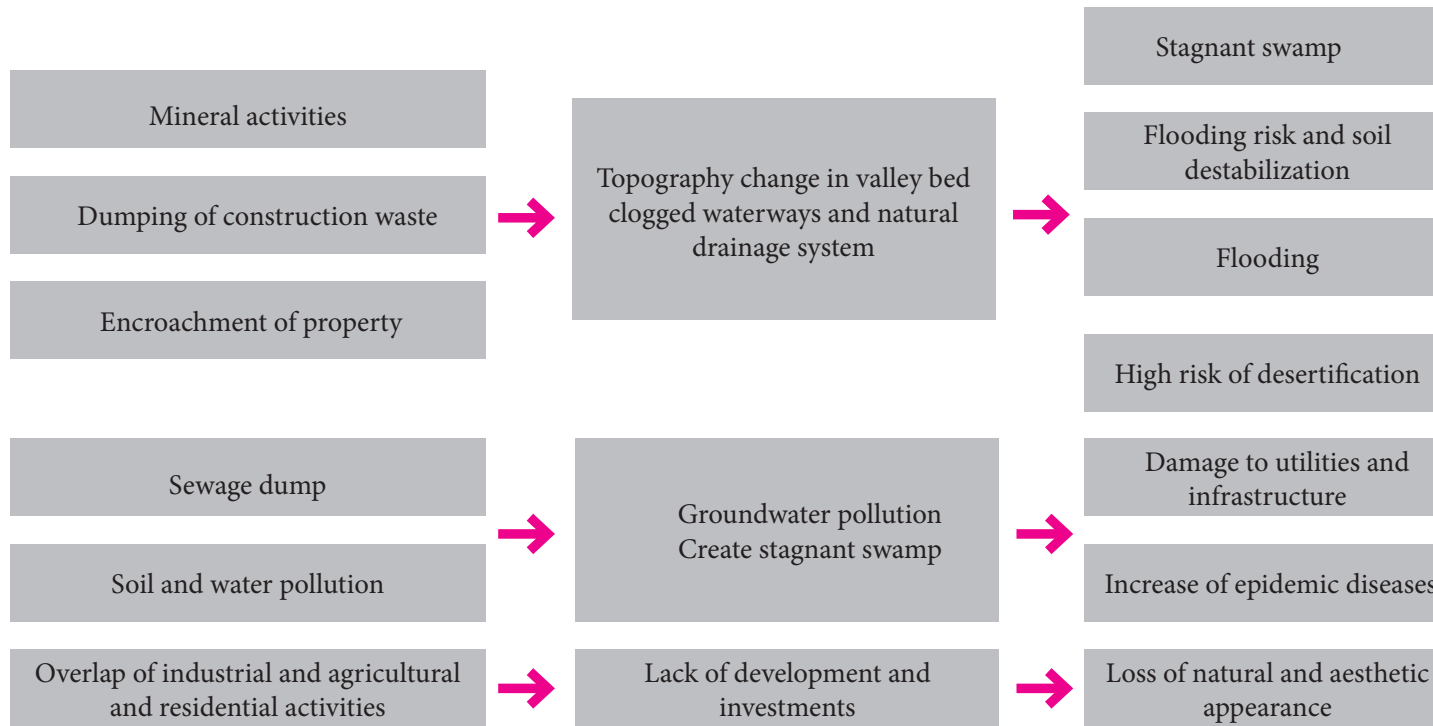 Mineral activities
Dumping of construction waste
Encroachment of property
Topography change in valley bed
clogged waterways and natural
drainage system
Stagnant swamp
Flooding risk and soil
destabilization
Flooding
High risk of desertification
Sewage dump
Soil and water pollution
Groundwater pollution
Create stagnant swamp
Damage to utilities and
infrastructure
Increase of epidemic diseases
Overlap of industrial and agricultural
and residential activities
Lack of development and
investments
Loss of natural and aesthetic
appearance